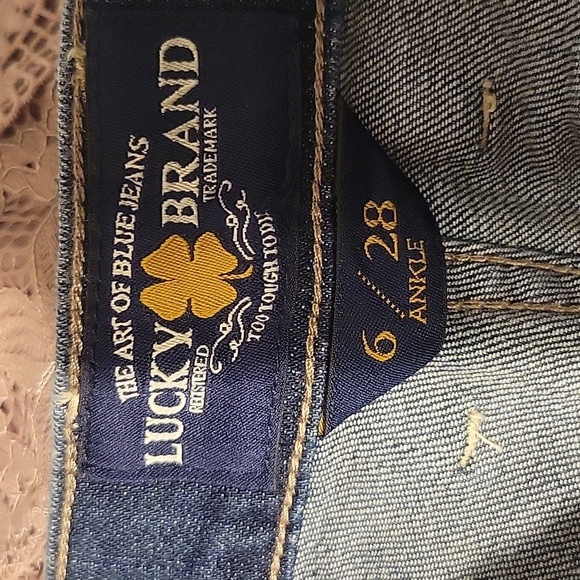 THE ART OF BLUE JEANS
LUCKY BRAND
REGISTERED TRADEMARK
TOO TOUGH TO DIE
6 / 28
ANKLE